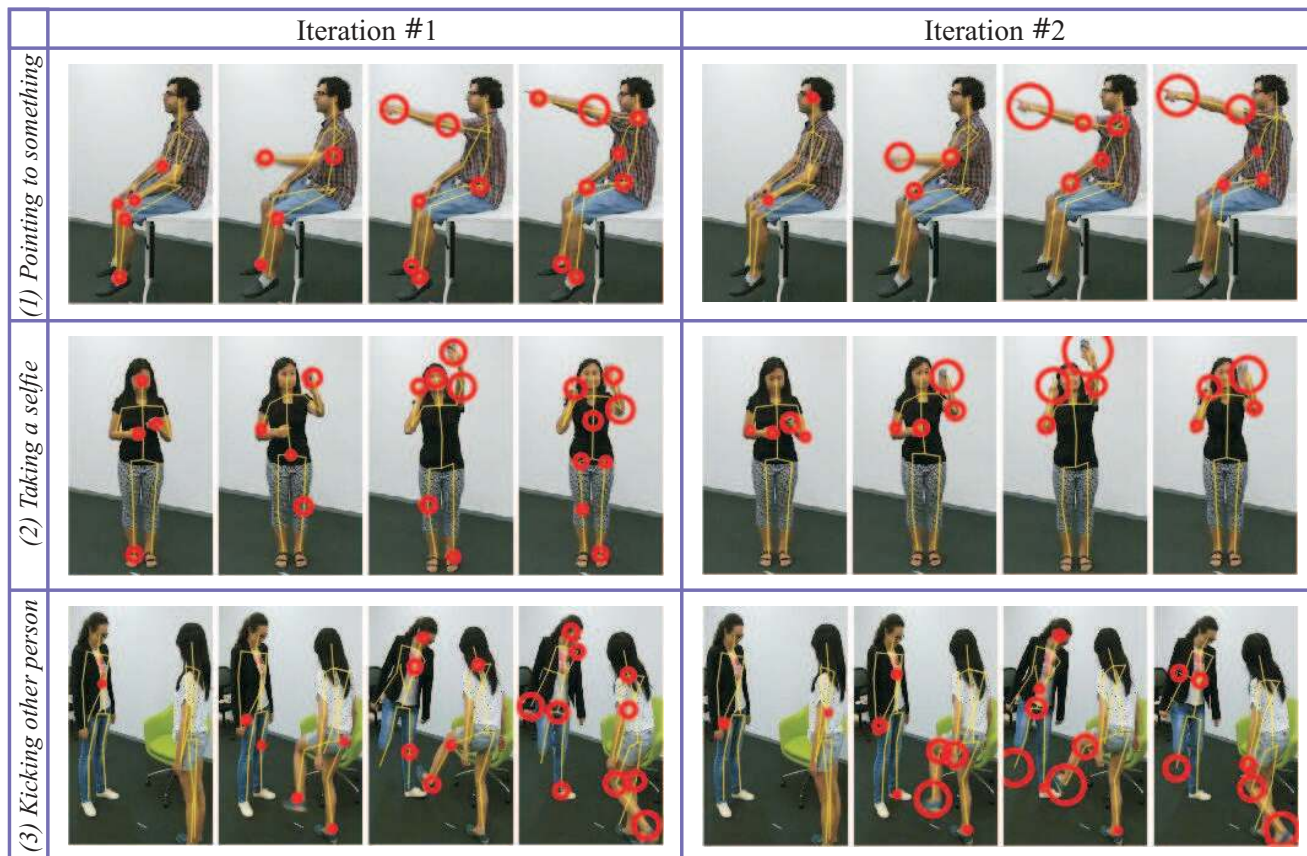 Iteration #1
Iteration #2
(1) Pointing to something
(2) Taking a selfie
(3) Kicking other person